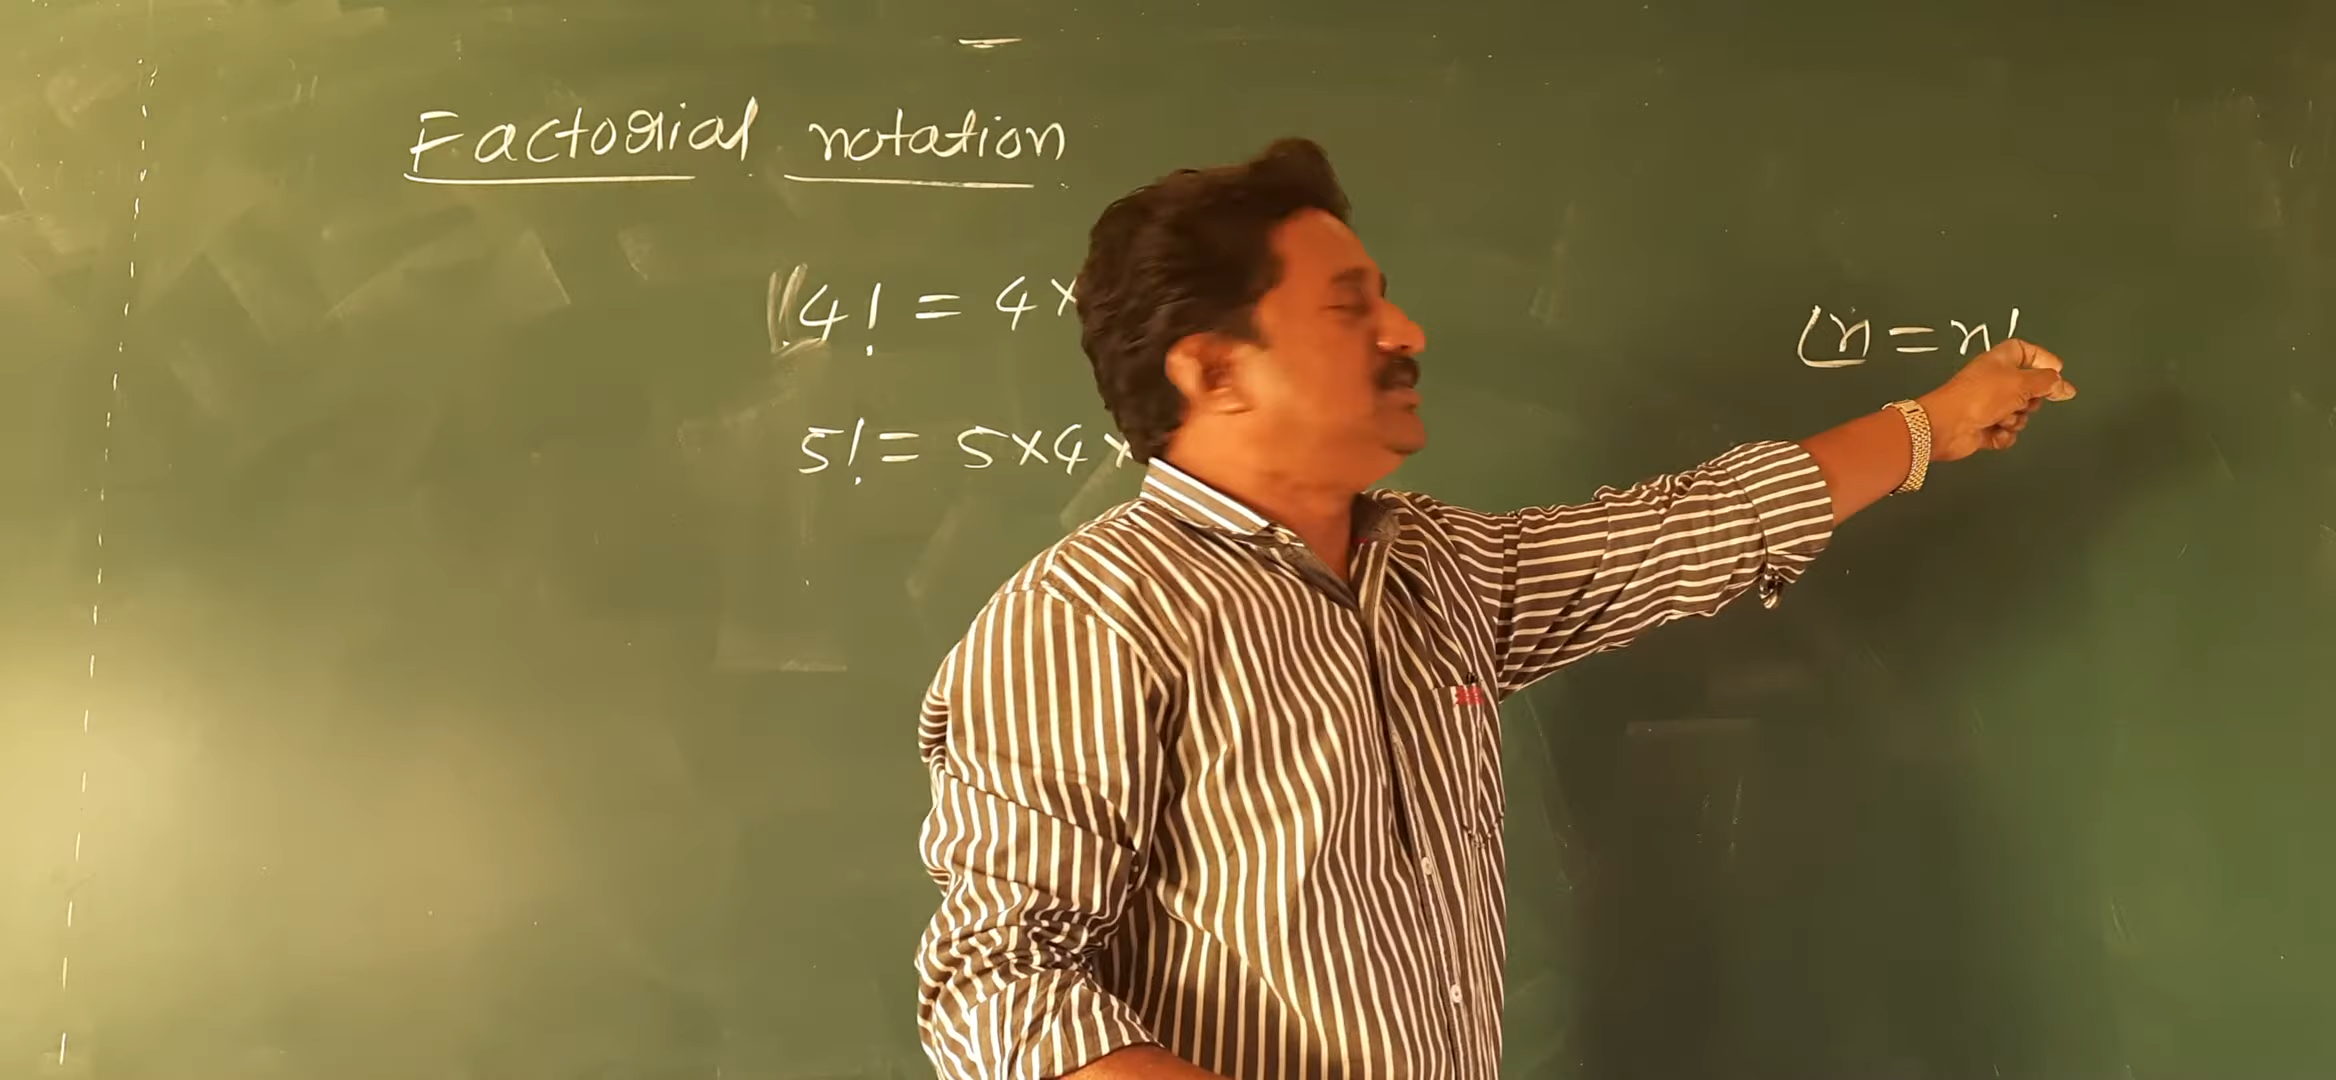 Factorial notation
4! = 4×
5! = 5×4×
⌊n = n!